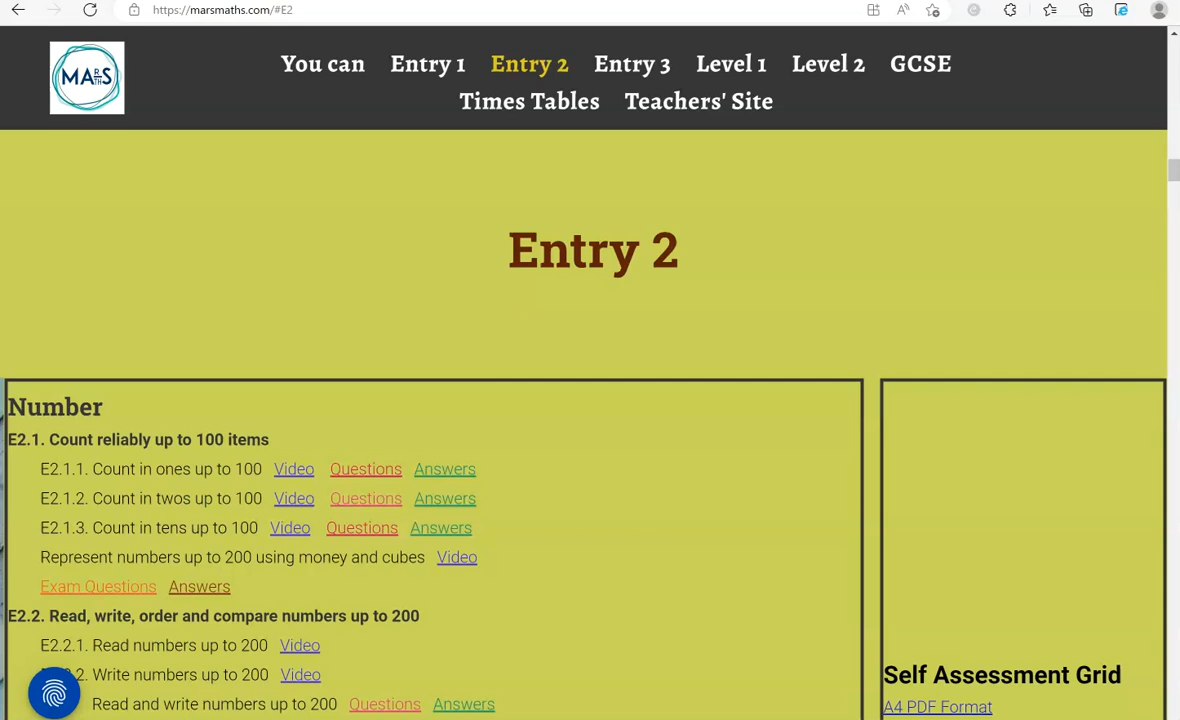 https://marsmaths.com/#E2
MARS
MATH
You can Entry 1 Entry 2 Entry 3 Level 1 Level 2 GCSE
Times Tables Teachers' Site
Entry 2
Number
E2.1. Count reliably up to 100 items
E2.1.1. Count in ones up to 100 Video Questions Answers
E2.1.2. Count in twos up to 100 Video Questions Answers
E2.1.3. Count in tens up to 100 Video Questions Answers
Represent numbers up to 200 using money and cubes Video
Exam Questions Answers
E2.2. Read, write, order and compare numbers up to 200
E2.2.1. Read numbers up to 200 Video
.2. Write numbers up to 200 Video
Read and write numbers up to 200 Questions Answers
Self Assessment Grid
A4 PDF Format